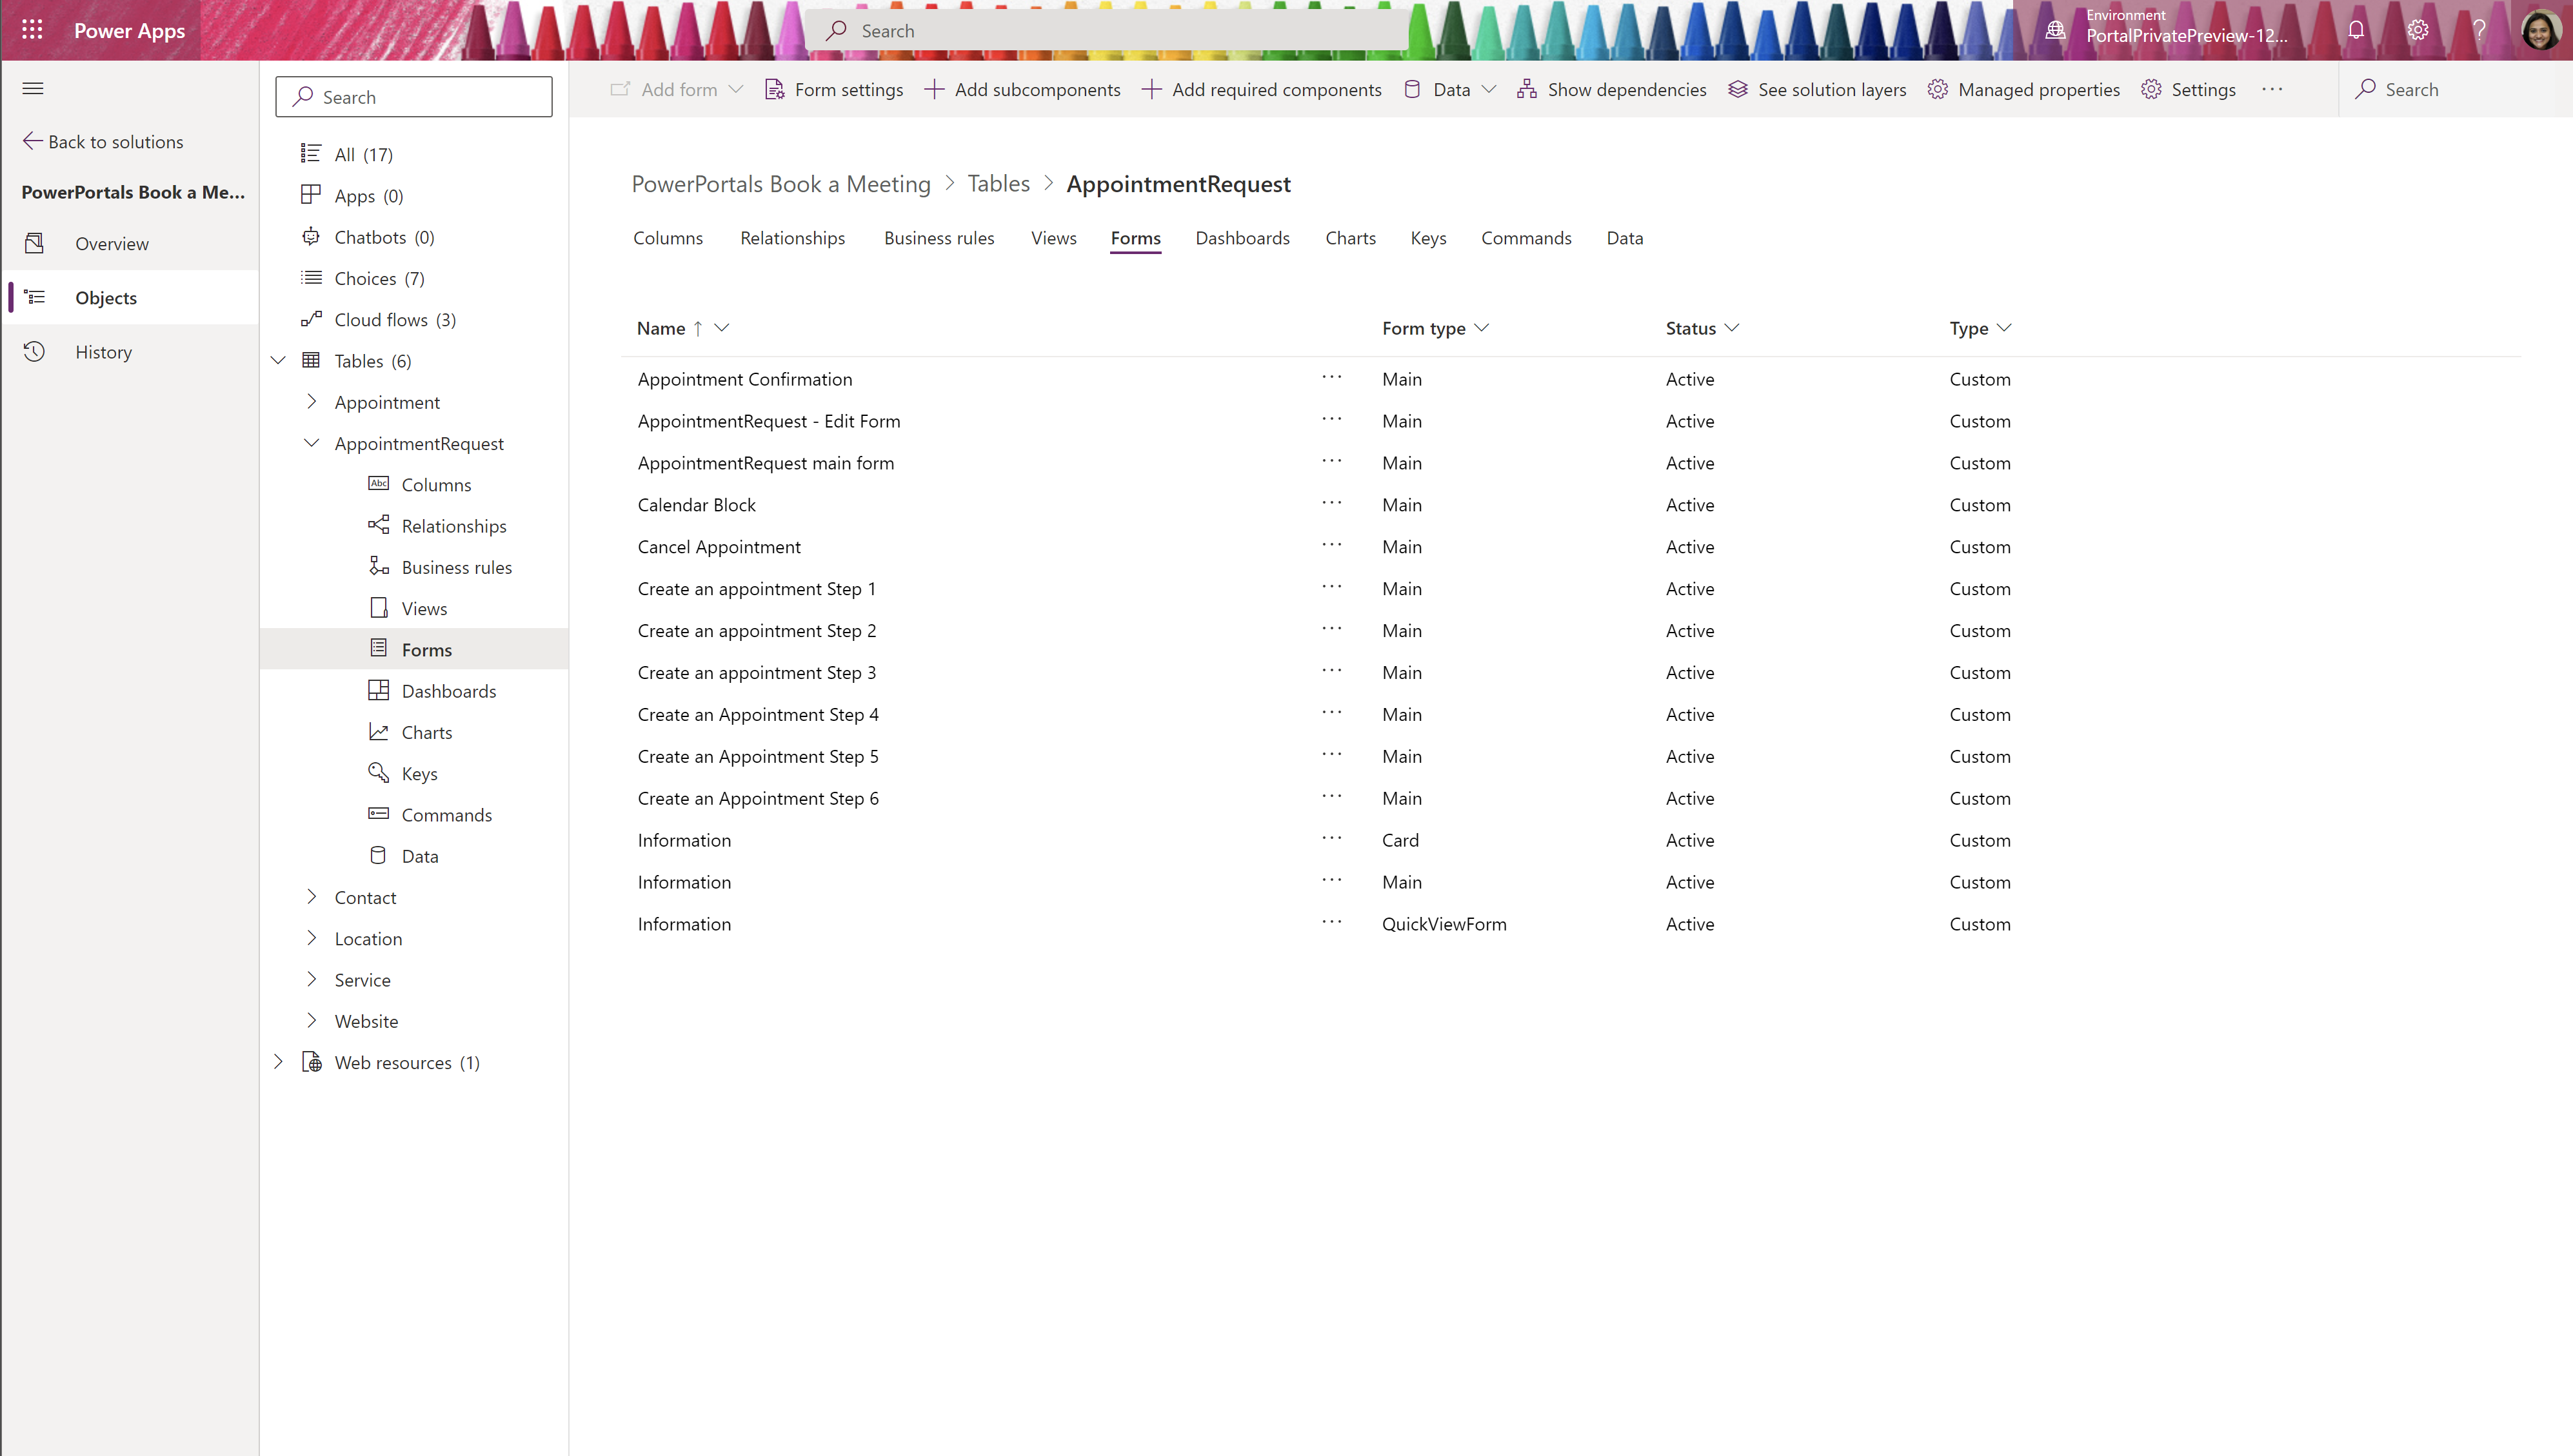 Power Apps
Search
Environment
PortalPrivatePreview-12...
Back to solutions
PowerPortals Book a Me...
Overview
Objects
History
Search
All (17)
Apps (0)
Chatbots (0)
Choices (7)
Cloud flows (3)
Tables (6)
Appointment
AppointmentRequest
Abc Columns
Relationships
Business rules
Views
Forms
Dashboards
Charts
Keys
Commands
Data
Contact
Location
Service
Website
Web resources (1)
Add form Form settings Add subcomponents Add required components Data Show dependencies See solution layers Managed properties Settings ... Search
PowerPortals Book a Meeting > Tables > AppointmentRequest
Columns Relationships Business rules Views Forms Dashboards Charts Keys Commands Data
Name ↑ Form type Status Type
Appointment Confirmation ... Main Active Custom
AppointmentRequest - Edit Form ... Main Active Custom
AppointmentRequest main form ... Main Active Custom
Calendar Block ... Main Active Custom
Cancel Appointment ... Main Active Custom
Create an appointment Step 1 ... Main Active Custom
Create an appointment Step 2 ... Main Active Custom
Create an appointment Step 3 ... Main Active Custom
Create an Appointment Step 4 ... Main Active Custom
Create an Appointment Step 5 ... Main Active Custom
Create an Appointment Step 6 ... Main Active Custom
Information ... Card Active Custom
Information ... Main Active Custom
Information ... QuickViewForm Active Custom